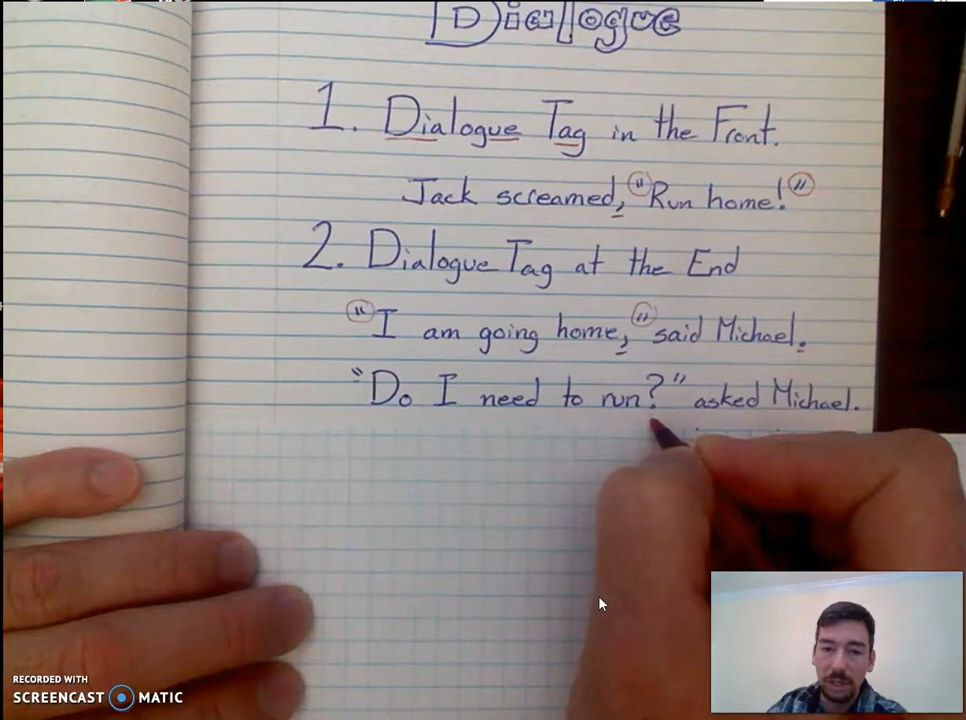 Dialogue
1. Dialogue Tag in the Front.
Jack screamed, "Run home!"
2. Dialogue Tag at the End
"I am going home," said Michael.
"Do I need to run?" asked Michael.
RECORDED WITH
SCREENCAST MATIC